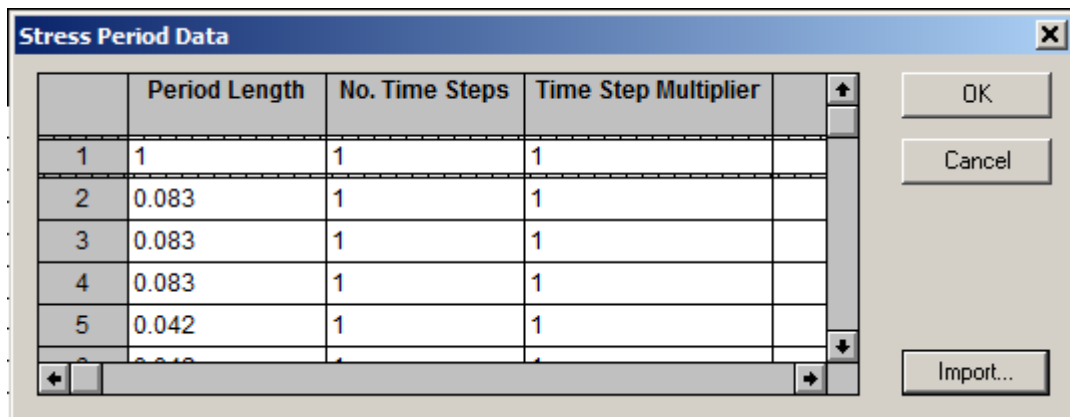 Stress Period Data
Period Length No. Time Steps Time Step Multiplier
OK
1 1 1 1
Cancel
2 0.083 1 1
3 0.083 1 1
4 0.083 1 1
5 0.042 1 1
Import...